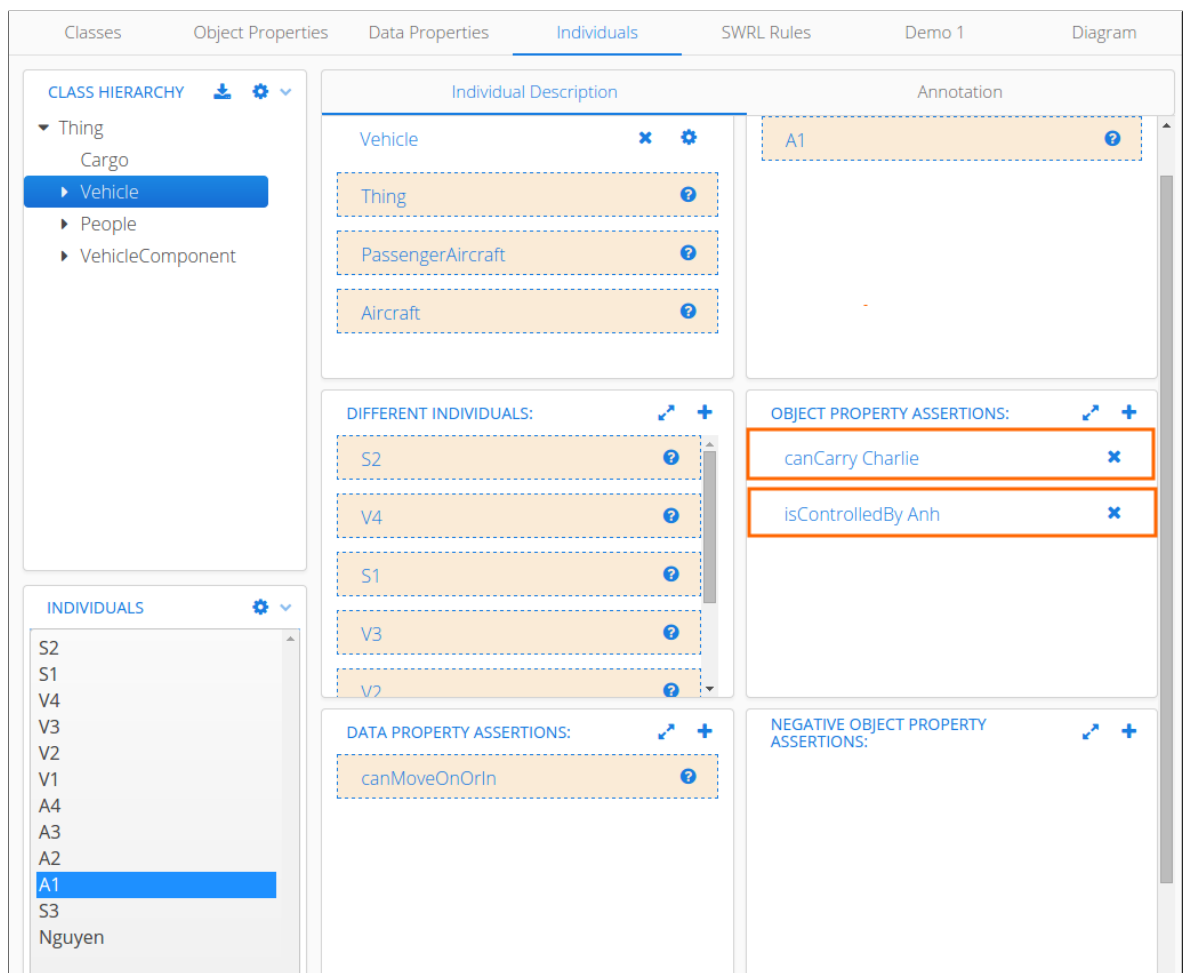 Classes Object Properties Data Properties Individuals SWRL Rules Demo 1 Diagram
CLASS HIERARCHY
Thing
Cargo
Vehicle
People
VehicleComponent
INDIVIDUALS
S2
S1
V4
V3
V2
V1
A4
A3
A2
A1
S3
Nguyen
Individual Description Annotation
Vehicle
Thing
PassengerAircraft
Aircraft
A1
DIFFERENT INDIVIDUALS:
S2
V4
S1
V3
V2
OBJECT PROPERTY ASSERTIONS:
canCarry Charlie
isControlledBy Anh
DATA PROPERTY ASSERTIONS:
canMoveOnOrIn
NEGATIVE OBJECT PROPERTY
ASSERTIONS: